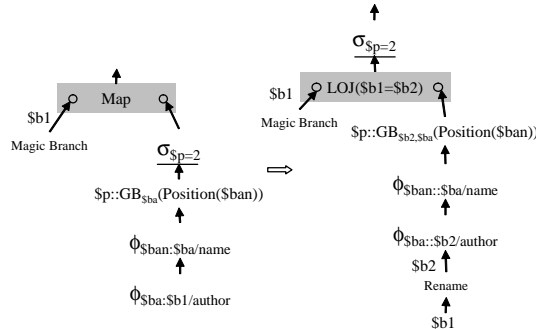 Map
$b1
Magic Branch
σ$p=2
$p::GB$ba(Position($ban))
ϕ$ban:$ba/name
ϕ$ba:$b1/author
⇨
σ$p=2
LOJ($b1=$b2)
$b1
Magic Branch
$p::GB$b2,$ba(Position($ban))
ϕ$ban::$ba/name
ϕ$ba::$b2/author
$b2
Rename
$b1